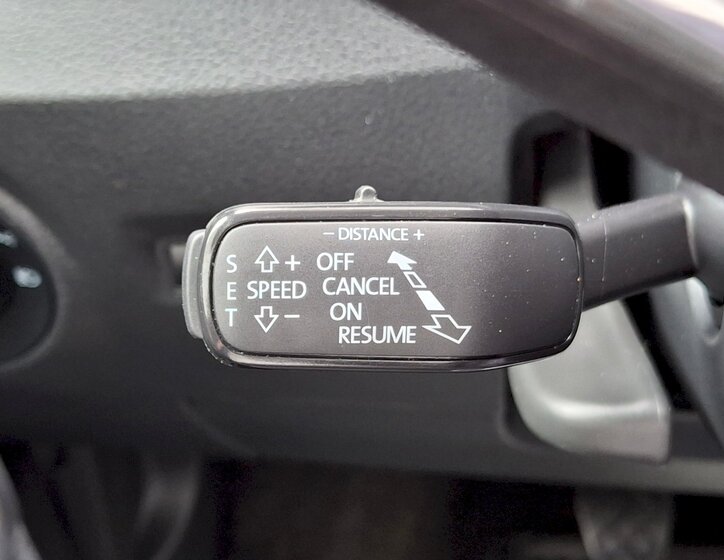 − DISTANCE +
S + OFF
E SPEED CANCEL
T − ON
RESUME